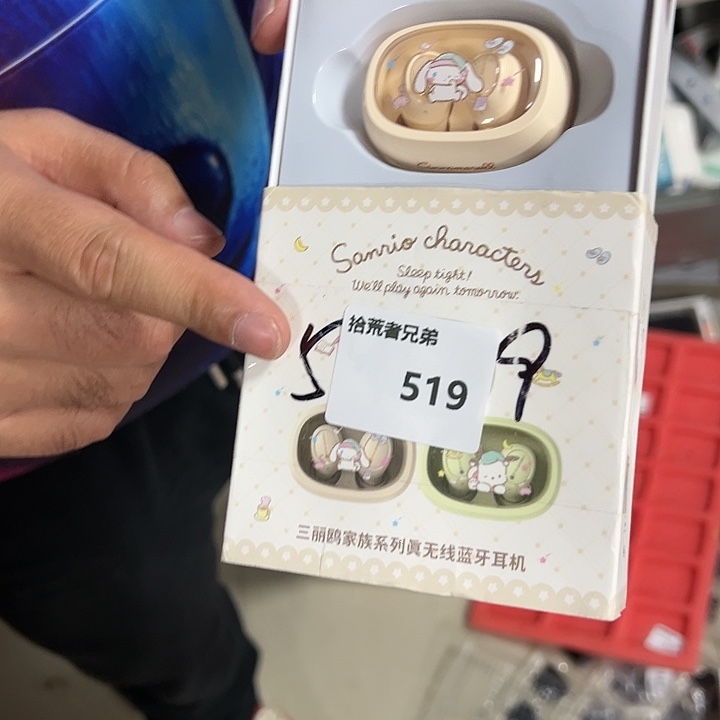 Sanrio characters
Sleep tight!
We'll play again tomorrow.
拾荒者兄弟
519
9
三丽鸥家族系列真无线蓝牙耳机